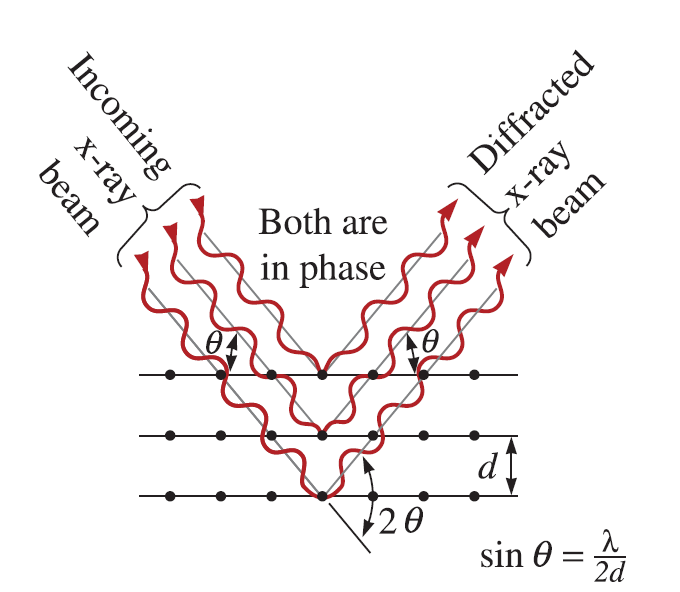 Incoming
x-ray
beam
Diffracted
x-ray
beam
Both are
in phase
θ
θ
d
2θ
sin θ = λ/2d